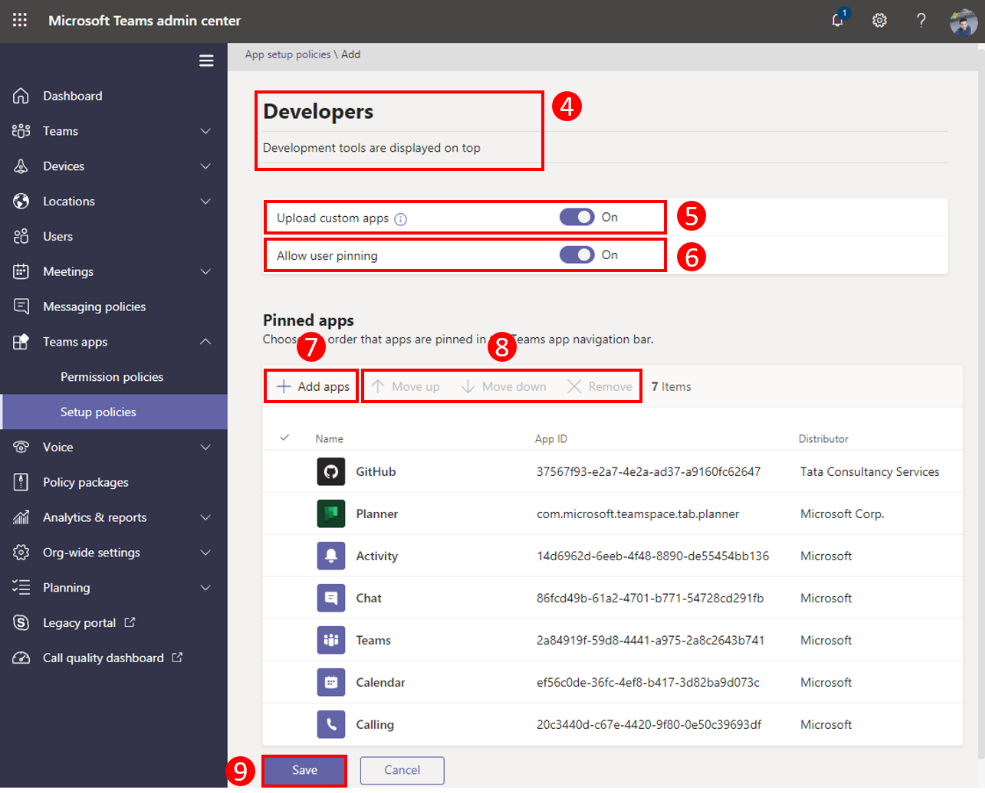 Microsoft Teams admin center
1
?
App setup policies \ Add
Dashboard
Teams
Devices
Locations
Users
Meetings
Messaging policies
Teams apps
Permission policies
Setup policies
Voice
Policy packages
Analytics & reports
Org-wide settings
Planning
Legacy portal
Call quality dashboard
Developers
4
Development tools are displayed on top
Upload custom apps On
5
Allow user pinning On
6
Pinned apps
Choose order that apps are pinned in Teams app navigation bar.
7
8
+ Add apps Move up Move down Remove 7 Items
Name App ID Distributor
GitHub 37567f93-e2a7-4e2a-ad37-a9160fc62647 Tata Consultancy Services
Planner com.microsoft.teamspace.tab.planner Microsoft Corp.
Activity 14d6962d-6eeb-4f48-8890-de55454bb136 Microsoft
Chat 86fcd49b-61a2-4701-b771-54728cd291fb Microsoft
Teams 2a84919f-59d8-4441-a975-2a8c2643b741 Microsoft
Calendar ef56c0de-36fc-4ef8-b417-3d82ba9d073c Microsoft
Calling 20c3440d-c67e-4420-9f80-0e50c39693df Microsoft
9
Save Cancel